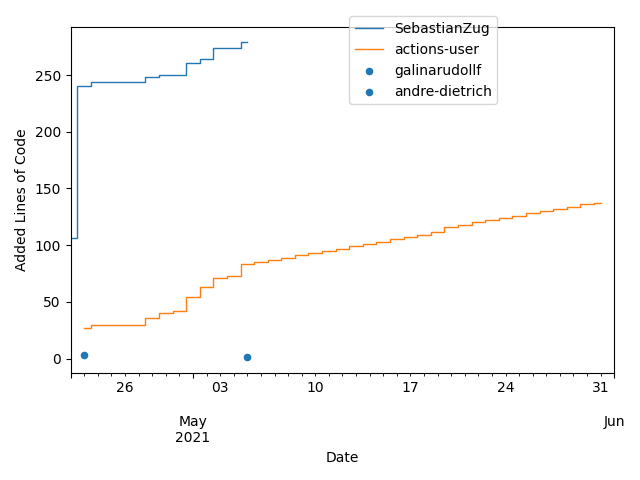 SebastianZug
actions-user
galinarudollf
andre-dietrich
Added Lines of Code
250
200
150
100
50
0
26 03 10 17 24 31
May Jun
2021
Date